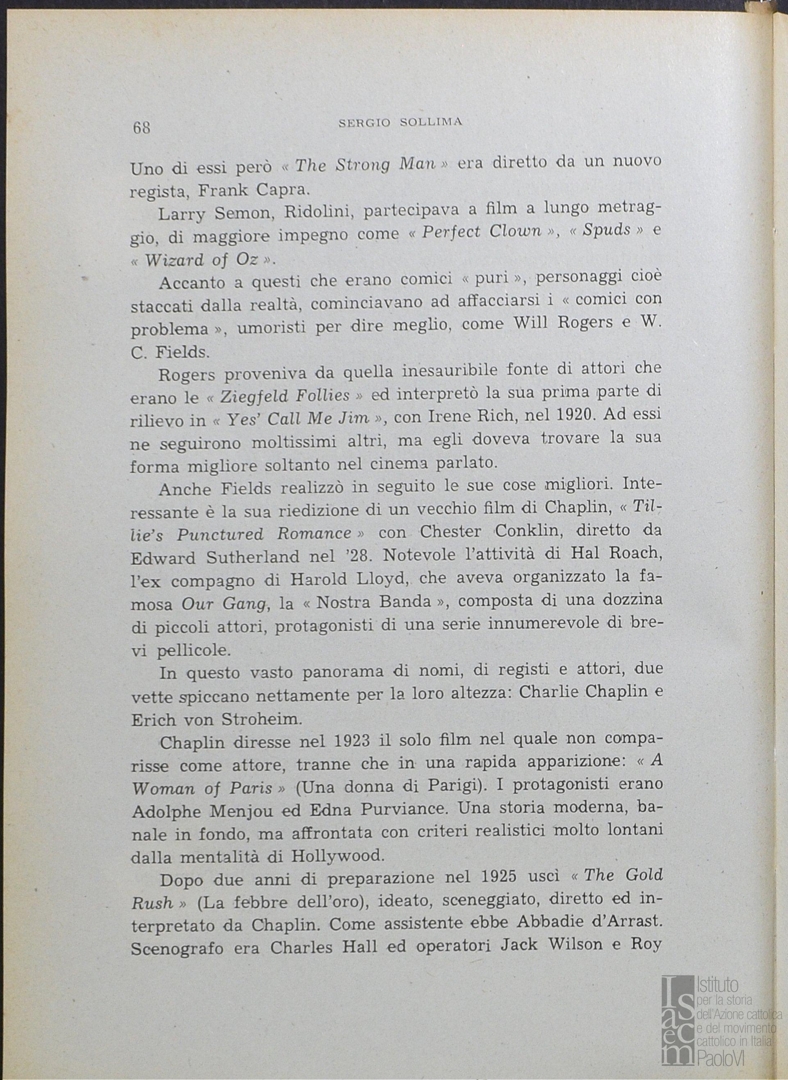 68
SERGIO SOLLIMA
Uno di essi però « The Strong Man » era diretto da un nuovo
regista, Frank Capra.
Larry Semon, Ridolini, partecipava a film a lungo metrag-
gio, di maggiore impegno come « Perfect Clown », « Spuds » e
« Wizard of Oz ».
Accanto a questi che erano comici « puri », personaggi cioè
staccati dalla realtà, cominciavano ad affacciarsi i « comici con
problema », umoristi per dire meglio, come Will Rogers e W.
C. Fields.
Rogers proveniva da quella inesauribile fonte di attori che
erano le « Ziegfeld Follies » ed interpretò la sua prima parte di
rilievo in « Yes' Call Me Jim », con Irene Rich, nel 1920. Ad essi
ne seguirono moltissimi altri, ma egli doveva trovare la sua
forma migliore soltanto nel cinema parlato.
Anche Fields realizzò in seguito le sue cose migliori. Inte-
ressante è la sua riedizione di un vecchio film di Chaplin, « Til-
lie's Punctured Romance » con Chester Conklin, diretto da
Edward Sutherland nel '28. Notevole l'attività di Hal Roach,
l'ex compagno di Harold Lloyd, che aveva organizzato la fa-
mosa Our Gang, la « Nostra Banda », composta di una dozzina
di piccoli attori, protagonisti di una serie innumerevole di bre-
vi pellicole.
In questo vasto panorama di nomi, di registi e attori, due
vette spiccano nettamente per la loro altezza: Charlie Chaplin e
Erich von Stroheim.
Chaplin diresse nel 1923 il solo film nel quale non compa-
risse come attore, tranne che in una rapida apparizione: « A
Woman of Paris » (Una donna di Parigi). I protagonisti erano
Adolphe Menjou ed Edna Purviance. Una storia moderna, ba-
nale in fondo, ma affrontata con criteri realistici molto lontani
dalla mentalità di Hollywood.
Dopo due anni di preparazione nel 1925 uscì « The Gold
Rush » (La febbre dell'oro), ideato, sceneggiato, diretto ed in-
terpretato da Chaplin. Come assistente ebbe Abbadie d'Arrast.
Scenografo era Charles Hall ed operatori Jack Wilson e Roy
Isacem
Istituto
per la storia
dell'Azione cattolica
e del movimento
cattolico in Italia
PaoloVI